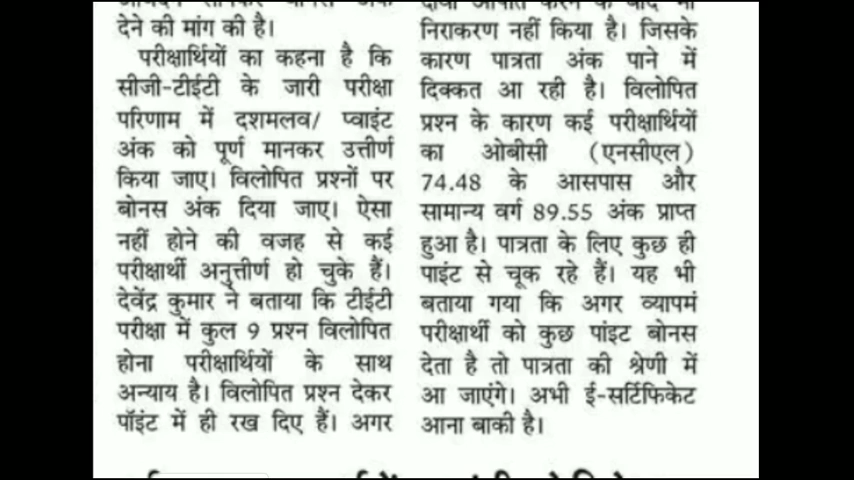 देने की मांग की है।
परीक्षार्थियों का कहना है कि
सीजी-टीईटी के जारी परीक्षा
परिणाम में दशमलव/ प्वाइंट
अंक को पूर्ण मानकर उत्तीर्ण
किया जाए। विलोपित प्रश्नों पर
बोनस अंक दिया जाए। ऐसा
नहीं होने की वजह से कई
परीक्षार्थी अनुत्तीर्ण हो चुके हैं।
देवेंद्र कुमार ने बताया कि टीईटी
परीक्षा में कुल 9 प्रश्न विलोपित
होना परीक्षार्थियों के साथ
अन्याय है। विलोपित प्रश्न देकर
पॉइंट में ही रख दिए हैं। अगर
निराकरण नहीं किया है। जिसके
कारण पात्रता अंक पाने में
दिक्कत आ रही है। विलोपित
प्रश्न के कारण कई परीक्षार्थियों
का ओबीसी (एनसीएल)
74.48 के आसपास और
सामान्य वर्ग 89.55 अंक प्राप्त
हुआ है। पात्रता के लिए कुछ ही
पाइंट से चूक रहे हैं। यह भी
बताया गया कि अगर व्यापमं
परीक्षार्थी को कुछ पांइट बोनस
देता है तो पात्रता की श्रेणी में
आ जाएंगे। अभी ई-सर्टिफिकेट
आना बाकी है।